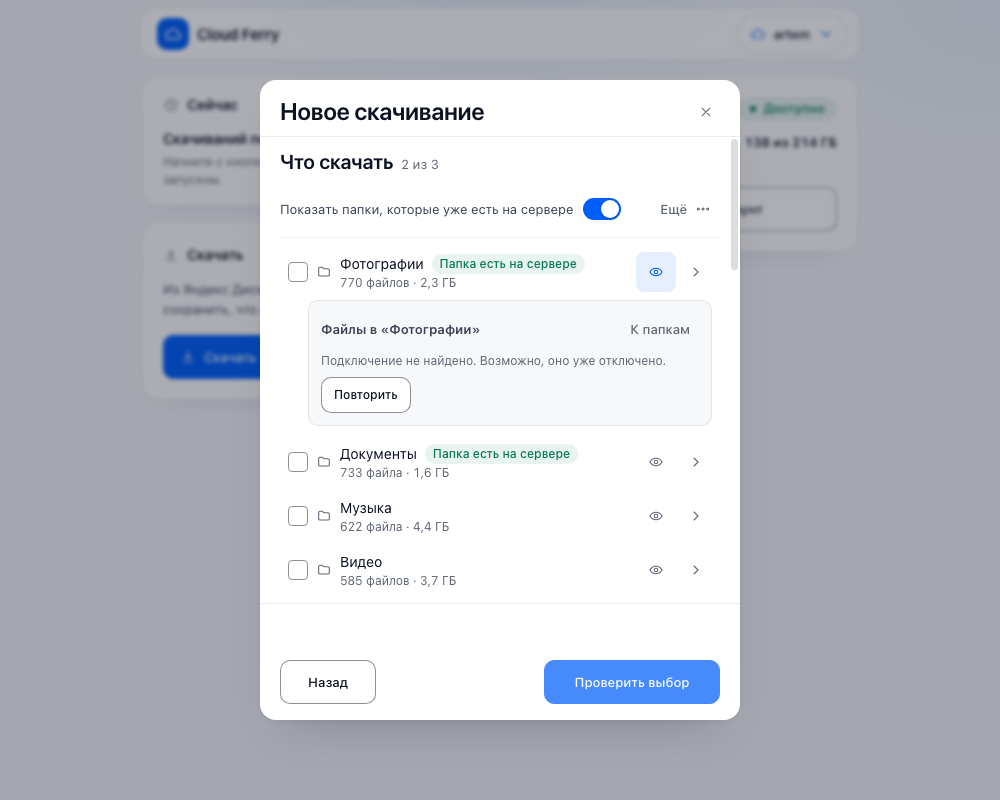 Cloud Ferry
artem
Новое скачивание
Сейчас
Доступно
138 из 214 ГБ
Что скачать 2 из 3
Показать папки, которые уже есть на сервере
Ещё
Скачать
Фотографии Папка есть на сервере
770 файлов · 2,3 ГБ
Файлы в «Фотографии» К папкам
Подключение не найдено. Возможно, оно уже отключено.
Повторить
Скачать
Документы Папка есть на сервере
733 файла · 1,6 ГБ
Музыка
622 файла · 4,4 ГБ
Видео
585 файлов · 3,7 ГБ
Назад
Проверить выбор